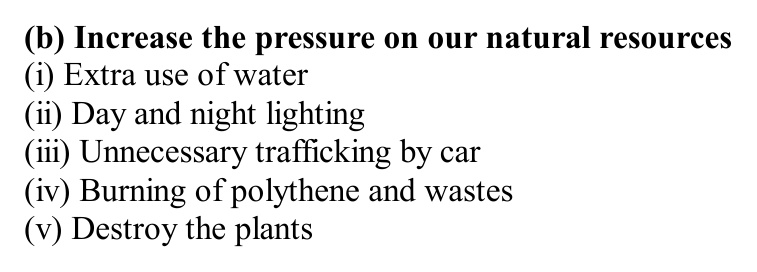 (b) Increase the pressure on our natural resources
(i) Extra use of water
(ii) Day and night lighting
(iii) Unnecessary trafficking by car
(iv) Burning of polythene and wastes
(v) Destroy the plants